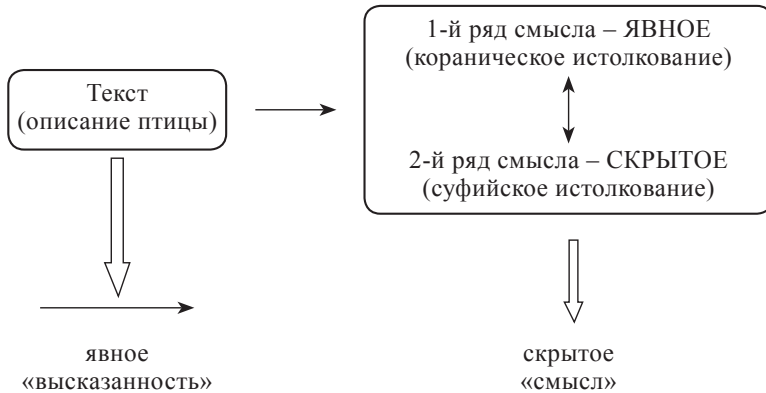 Текст
(описание птицы)
1-й ряд смысла – ЯВНОЕ
(кораническое истолкование)
2-й ряд смысла – СКРЫТОЕ
(суфийское истолкование)
явное
«высказанность»
скрытое
«смысл»